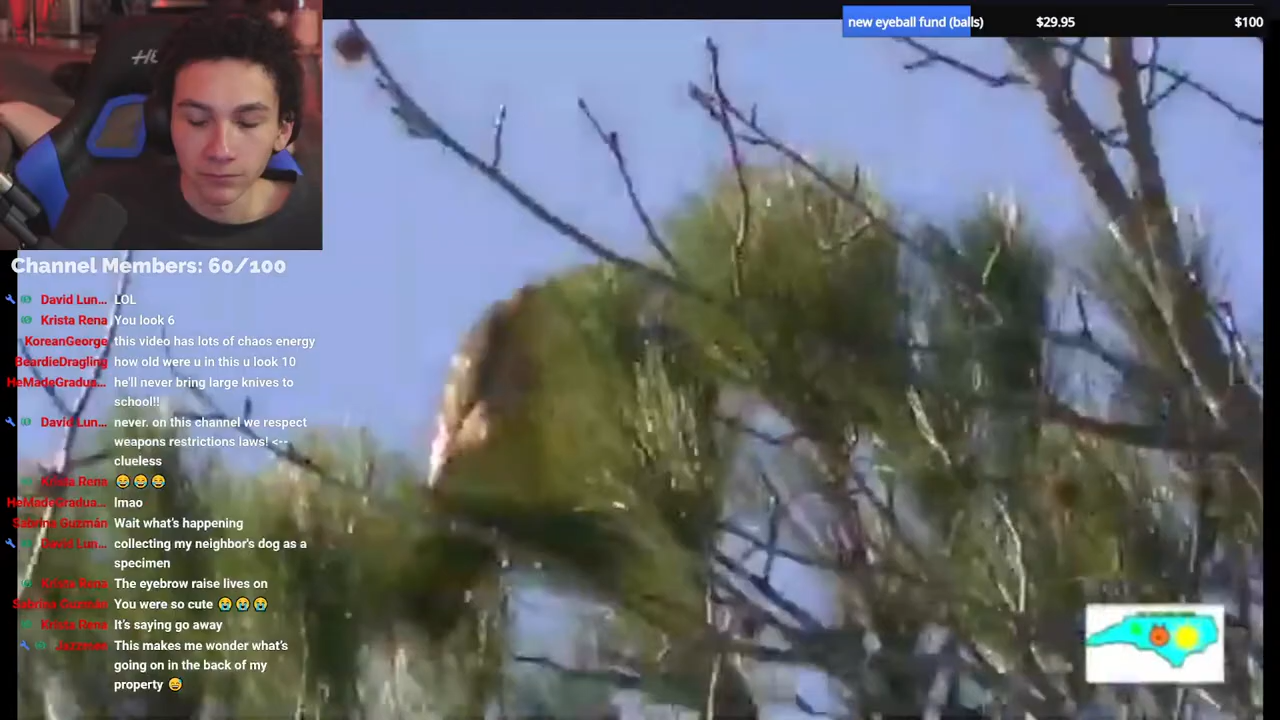 new eyeball fund (balls) $29.95 $100
Channel Members: 60/100
David Lun... LOL
Krista Rena You look 6
KoreanGeorge this video has lots of chaos energy
BeardieDragling how old were u in this u look 10
HeMadeGradua... he'll never bring large knives to
school!!
David Lun... never. on this channel we respect
weapons restrictions laws! <--
clueless
Krista Rena 😂😂😂
HeMadeGradua... lmao
Sabrina Guzmán Wait what's happening
David Lun... collecting my neighbor's dog as a
specimen
Krista Rena The eyebrow raise lives on
Sabrina Guzmán You were so cute 😭😭😭
Krista Rena It's saying go away
Jazzman This makes me wonder what's
going on in the back of my
property 😅